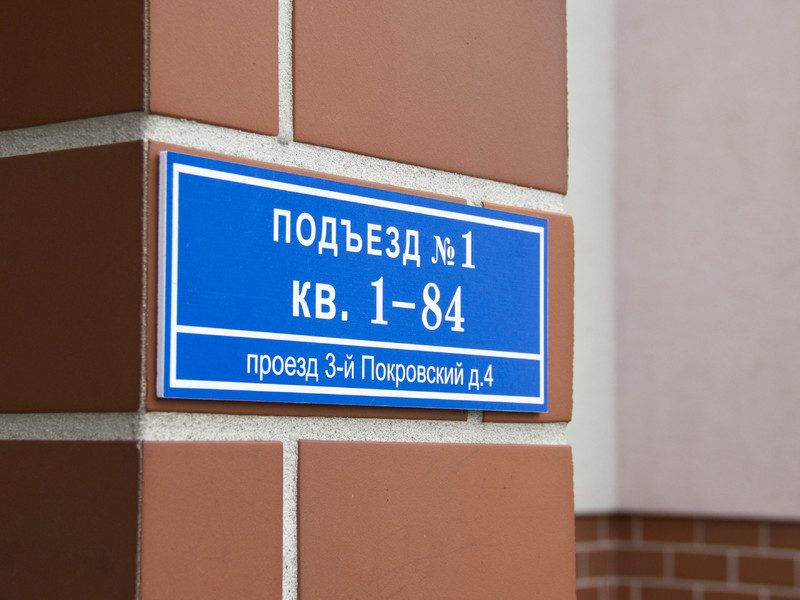 ПОДЪЕЗД №1
КВ. 1-84
проезд 3-й Покровский д.4